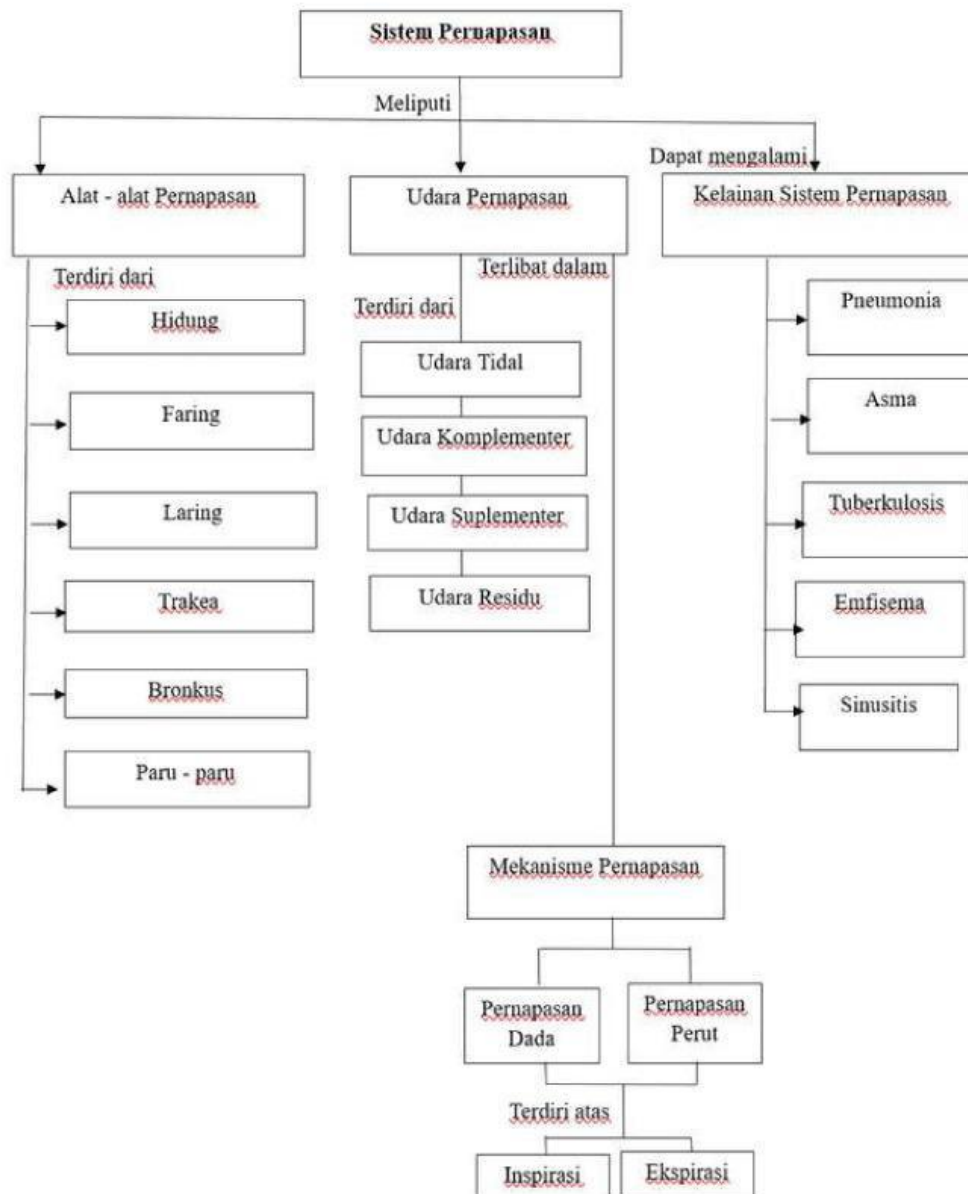 Sistem Pernapasan
Meliputi
Dapat mengalami
Alat - alat Pernapasan
Udara Pernapasan
Kelainan Sistem Pernapasan
Terdiri dari
Hidung
Faring
Laring
Trakea
Bronkus
Paru - paru
Terlibat dalam
Terdiri dari
Udara Tidal
Udara Komplementer
Udara Suplementer
Udara Residu
Pneumonia
Asma
Tuberkulosis
Emfisema
Sinusitis
Mekanisme Pernapasan
Pernapasan
Dada
Pernapasan
Perut
Terdiri atas
Inspirasi
Ekspirasi